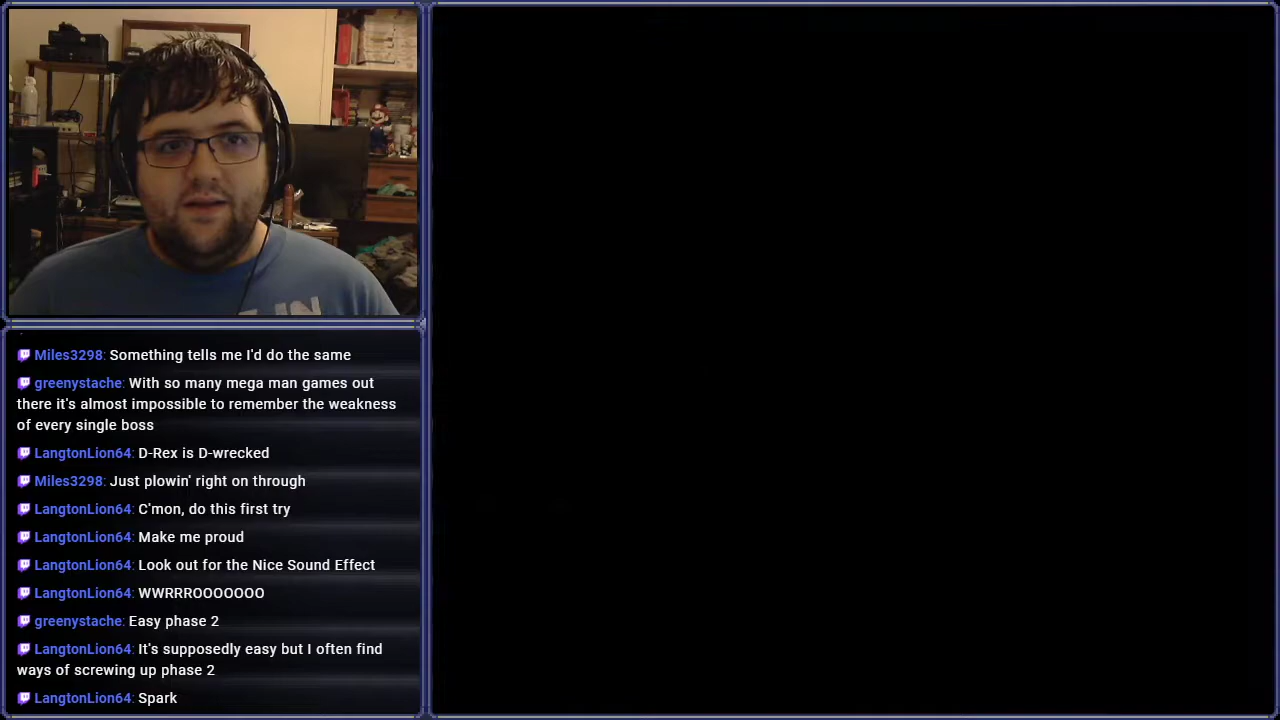 Miles3298: Something tells me I'd do the same
greenystache: With so many mega man games out
there it's almost impossible to remember the weakness
of every single boss
LangtonLion64: D-Rex is D-wrecked
Miles3298: Just plowin' right on through
LangtonLion64: C'mon, do this first try
LangtonLion64: Make me proud
LangtonLion64: Look out for the Nice Sound Effect
LangtonLion64: WWRRROOOOOOO
greenystache: Easy phase 2
LangtonLion64: It's supposedly easy but I often find
ways of screwing up phase 2
LangtonLion64: Spark